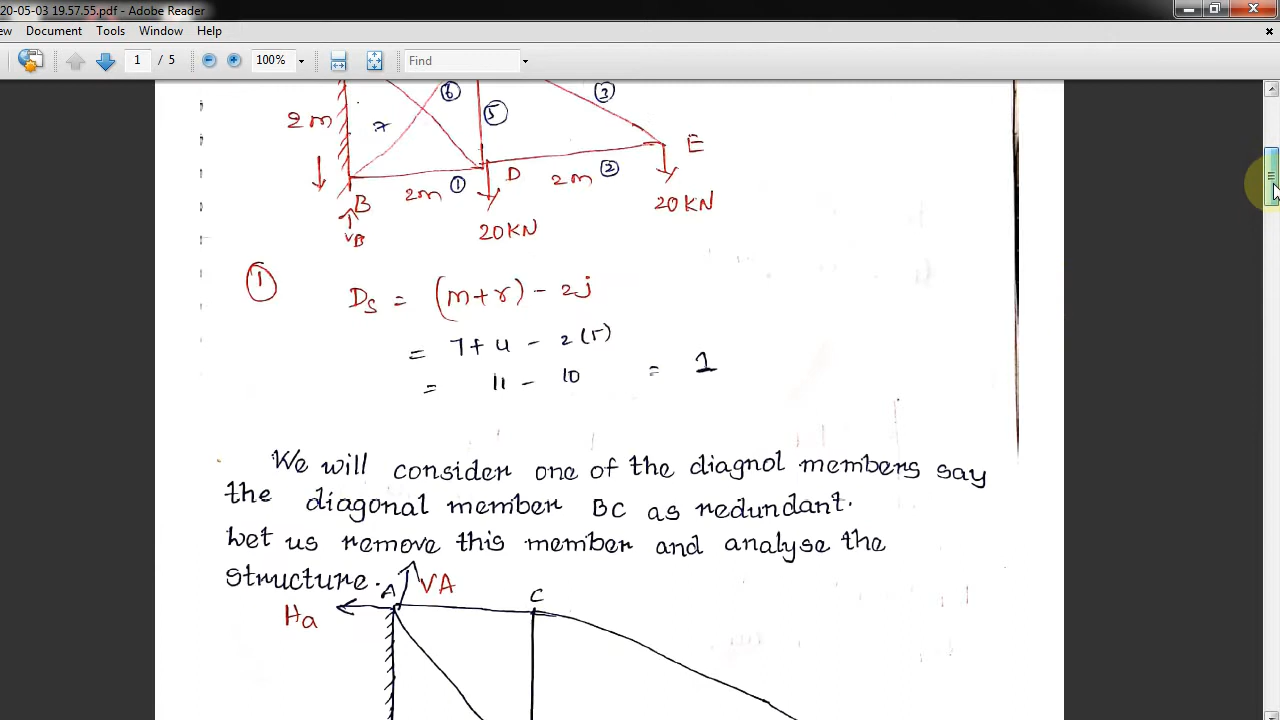 20-05-03 19.57.55.pdf - Adobe Reader
ew Document Tools Window Help
1 / 5 100% Find
6 3
2m 7 5
E
D
B 2m 1 2m 2
20KN
VB 20KN
1 Ds = (m+r) - 2j
= 7+4 - 2(5)
= 11 - 10 = 1
We will consider one of the diagnol members say
the diagonal member BC as redundant.
Let us remove this member and analyse the
structure.
A VA C
Ha